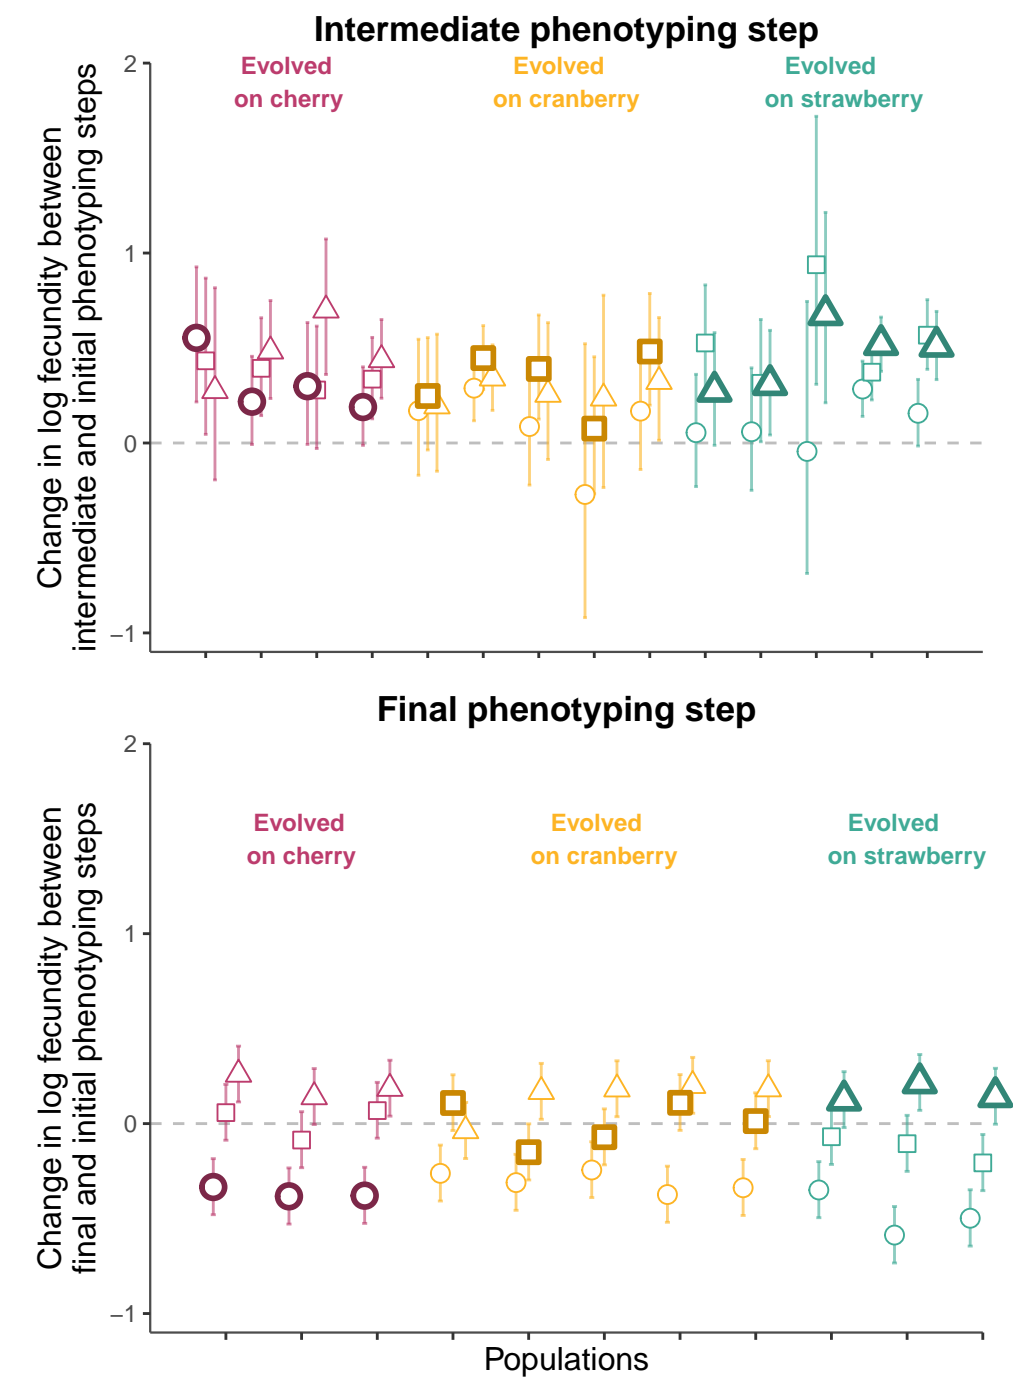 Intermediate phenotyping step
Change in log fecundity between
intermediate and initial phenotyping steps
2
1
0
−1
Evolved
on cherry
Evolved
on cranberry
Evolved
on strawberry
Final phenotyping step
Change in log fecundity between
final and initial phenotyping steps
2
1
0
−1
Evolved
on cherry
Evolved
on cranberry
Evolved
on strawberry
Populations